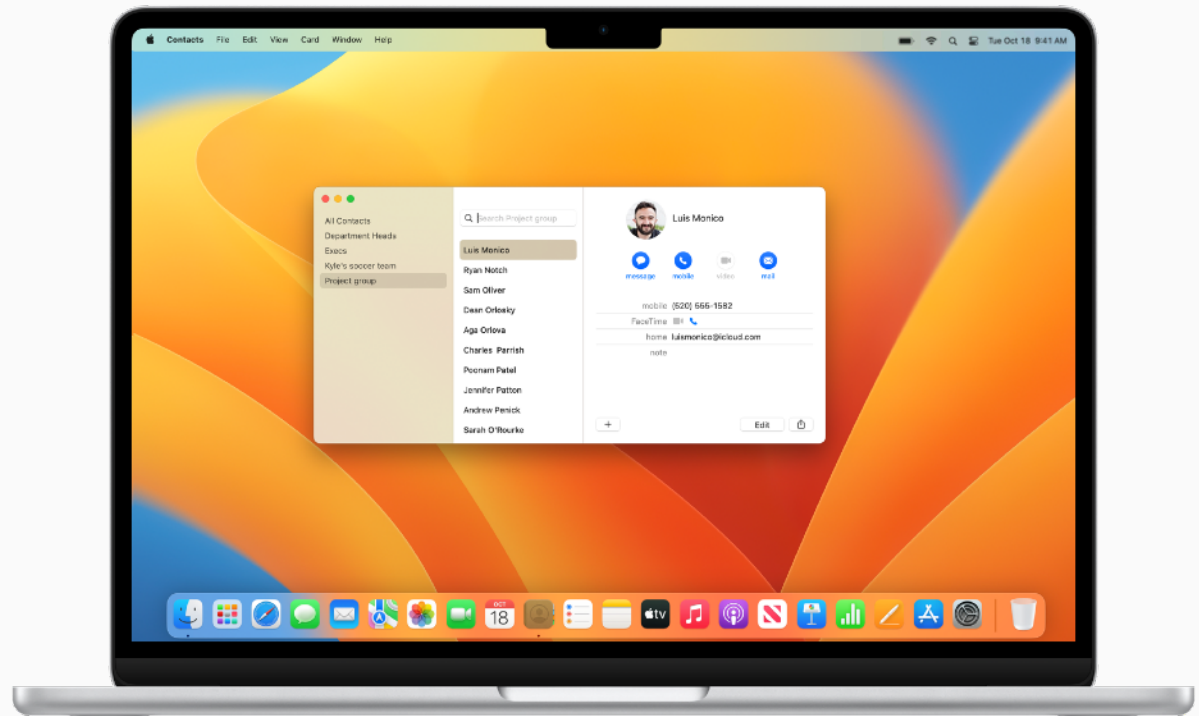 Contacts File Edit View Card Window Help
Tue Oct 18 9:41 AM
All Contacts
Department Heads
Execs
Kyle's soccer team
Project group
Search Project group
Luis Monico
Ryan Notch
Sam Oliver
Dean Orlosky
Aga Orlova
Charles Parrish
Poonam Patel
Jennifer Patton
Andrew Penick
Sarah O'Rourke
Luis Monico
message mobile video mail
mobile (520) 555-1582
FaceTime
home luismonico@icloud.com
note
+
Edit
OCT
18
tv